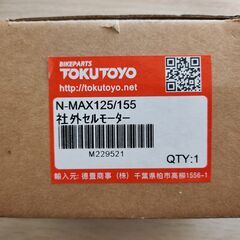 BIKEPARTS
TOKUTOYO
http://tokutoyo.net
N-MAX125/155
社外セルモーター
M229521
QTY:1
輸入元: 徳豊商事（株）千葉県柏市高柳1556-1